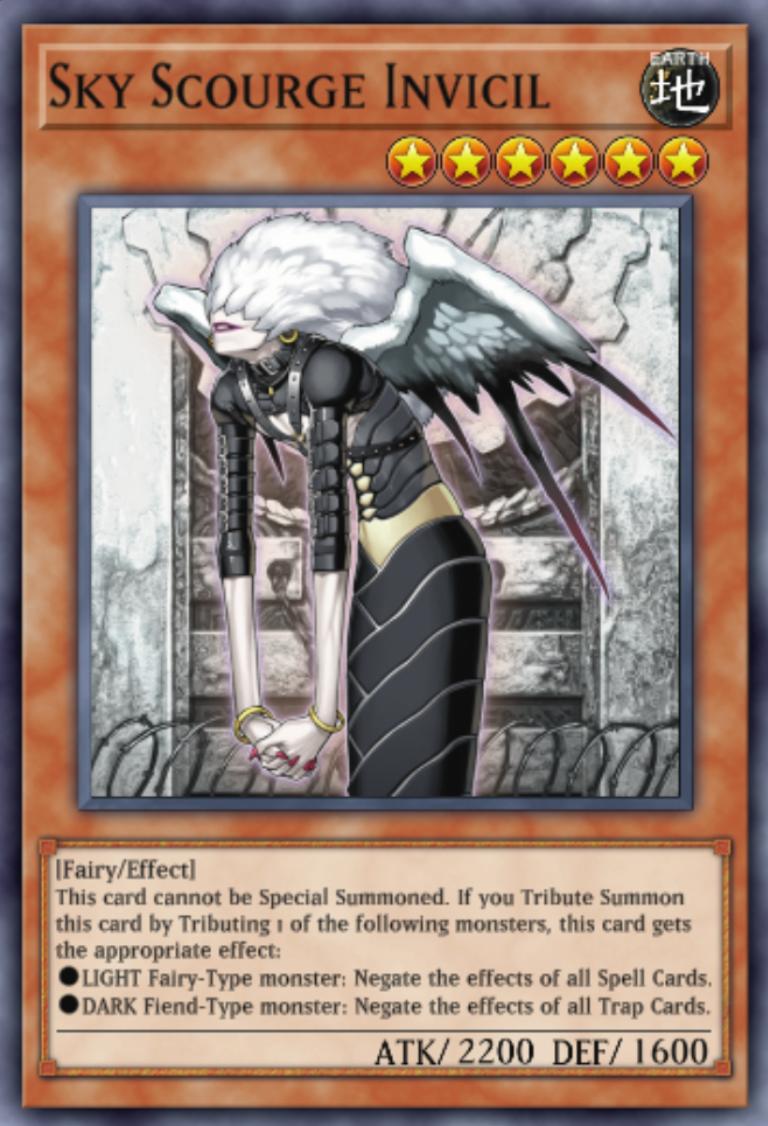 Sky Scourge Invicil
EARTH
地
[Fairy/Effect]
This card cannot be Special Summoned. If you Tribute Summon
this card by Tributing 1 of the following monsters, this card gets
the appropriate effect:
●LIGHT Fairy-Type monster: Negate the effects of all Spell Cards.
●DARK Fiend-Type monster: Negate the effects of all Trap Cards.
ATK/ 2200 DEF/ 1600